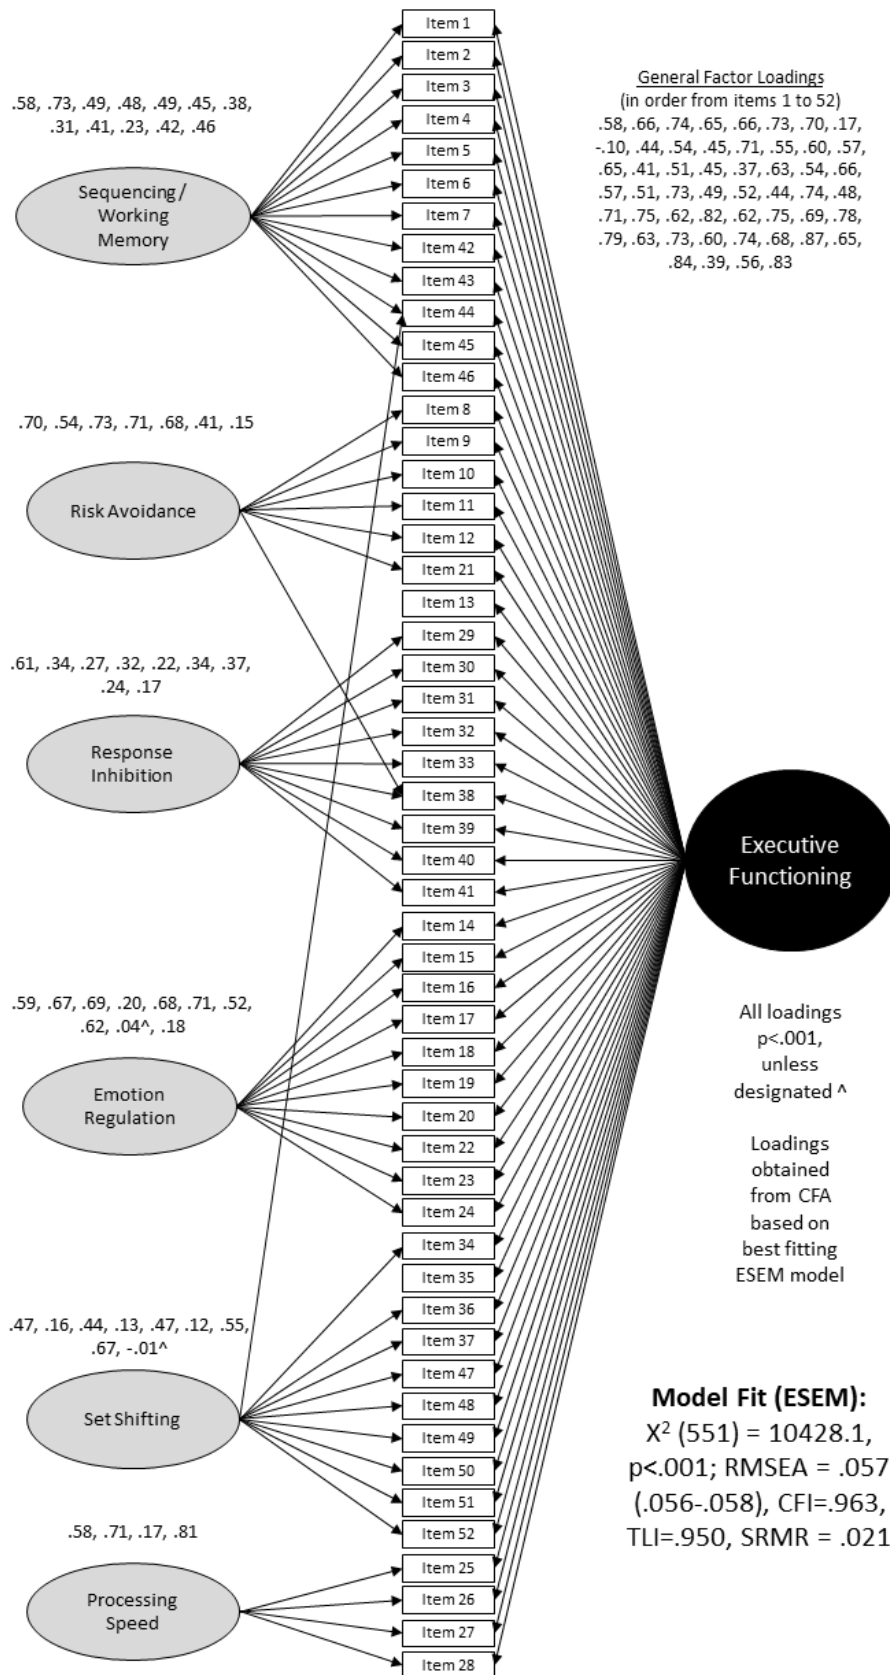 .58, .73, .49, .48, .49, .45, .38,
.31, .41, .23, .42, .46
Sequencing /
Working
Memory
.70, .54, .73, .71, .68, .41, .15
Risk Avoidance
.61, .34, .27, .32, .22, .34, .37,
.24, .17
Response
Inhibition
.59, .67, .69, .20, .68, .71, .52,
.62, .04^, .18
Emotion
Regulation
.47, .16, .44, .13, .47, .12, .55,
.67, -.01^
Set Shifting
.58, .71, .17, .81
Processing
Speed
Item 1
Item 2
Item 3
Item 4
Item 5
Item 6
Item 7
Item 42
Item 43
Item 44
Item 45
Item 46
Item 8
Item 9
Item 10
Item 11
Item 12
Item 21
Item 13
Item 29
Item 30
Item 31
Item 32
Item 33
Item 38
Item 39
Item 40
Item 41
Item 14
Item 15
Item 16
Item 17
Item 18
Item 19
Item 20
Item 22
Item 23
Item 24
Item 34
Item 35
Item 36
Item 37
Item 47
Item 48
Item 49
Item 50
Item 51
Item 52
Item 25
Item 26
Item 27
Item 28
General Factor Loadings
(in order from items 1 to 52)
.58, .66, .74, .65, .66, .73, .70, .17,
-.10, .44, .54, .45, .71, .55, .60, .57,
.65, .41, .51, .45, .37, .63, .54, .66,
.57, .51, .73, .49, .52, .44, .74, .48,
.71, .75, .62, .82, .62, .75, .69, .78,
.79, .63, .73, .60, .74, .68, .87, .65,
.84, .39, .56, .83
Executive
Functioning
All loadings
p<.001,
unless
designated ^
Loadings
obtained
from CFA
based on
best fitting
ESEM model
Model Fit (ESEM):
X² (551) = 10428.1,
p<.001; RMSEA = .057
(.056-.058), CFI=.963,
TLI=.950, SRMR = .021